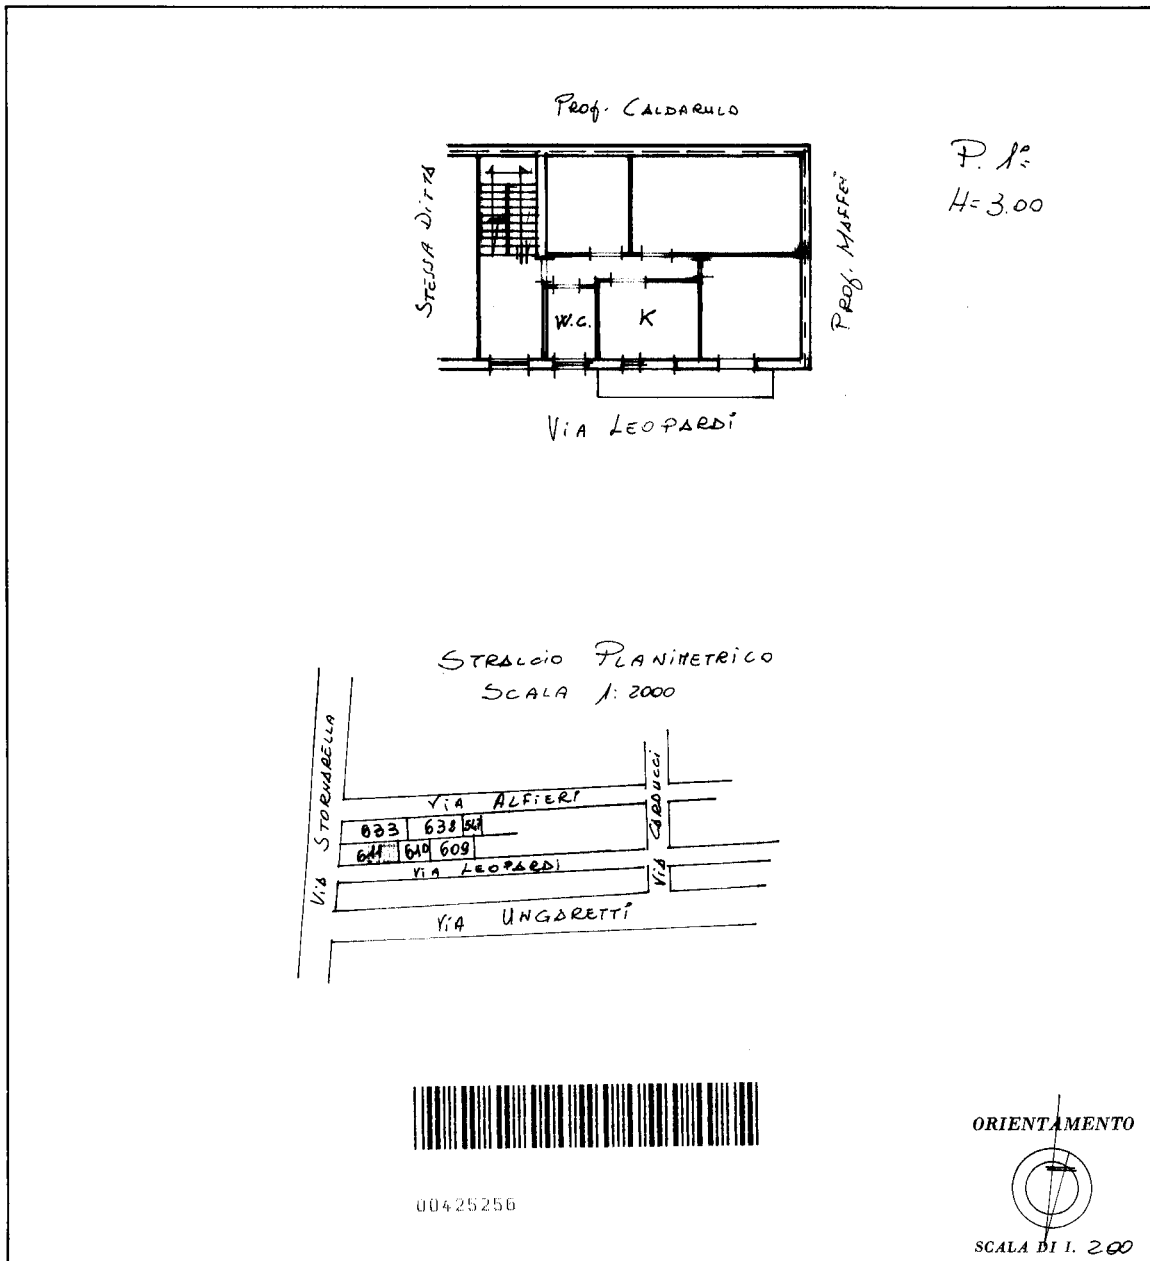 Prof. CALDARULO
P. 1º
H=3.00
STESSA DITTA
PROf. MAFFEI
W.C.
K
VIA LEOPARDI
STRALCIO PLANIMETRICO
SCALA 1:2000
VIA STORNARELLA
VIA ALFIERI
VIA CARDUCCI
633 638
611 610 609
VIA LEOPARDI
VIA UNGARETTI
00425256
ORIENTAMENTO
SCALA DI 1. 200